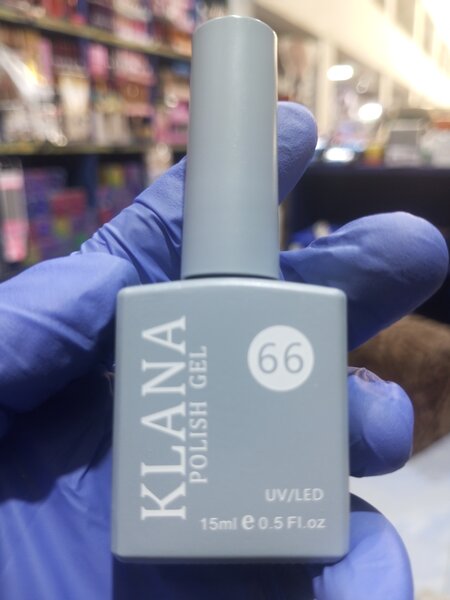 KLANA
POLISH GEL
66
UV/LED
15ml e 0.5 Fl.oz